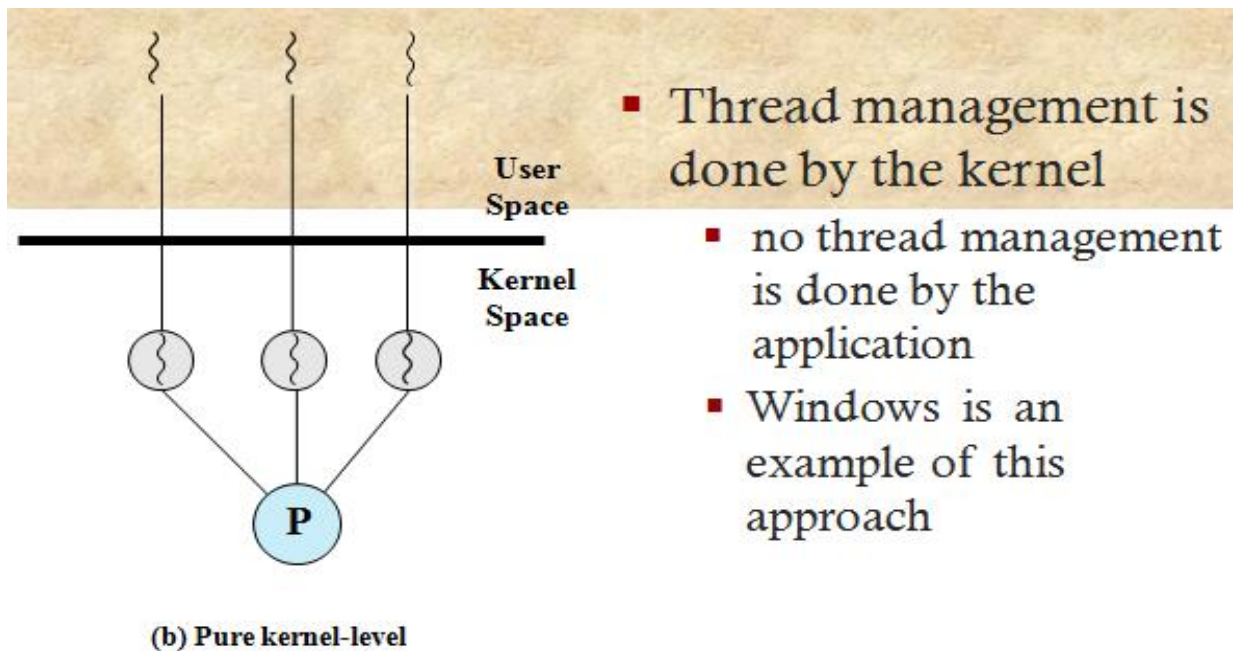 User
Space
Kernel
Space
P
(b) Pure kernel-level
▪ Thread management is
done by the kernel
▪ no thread management
is done by the
application
▪ Windows is an
example of this
approach